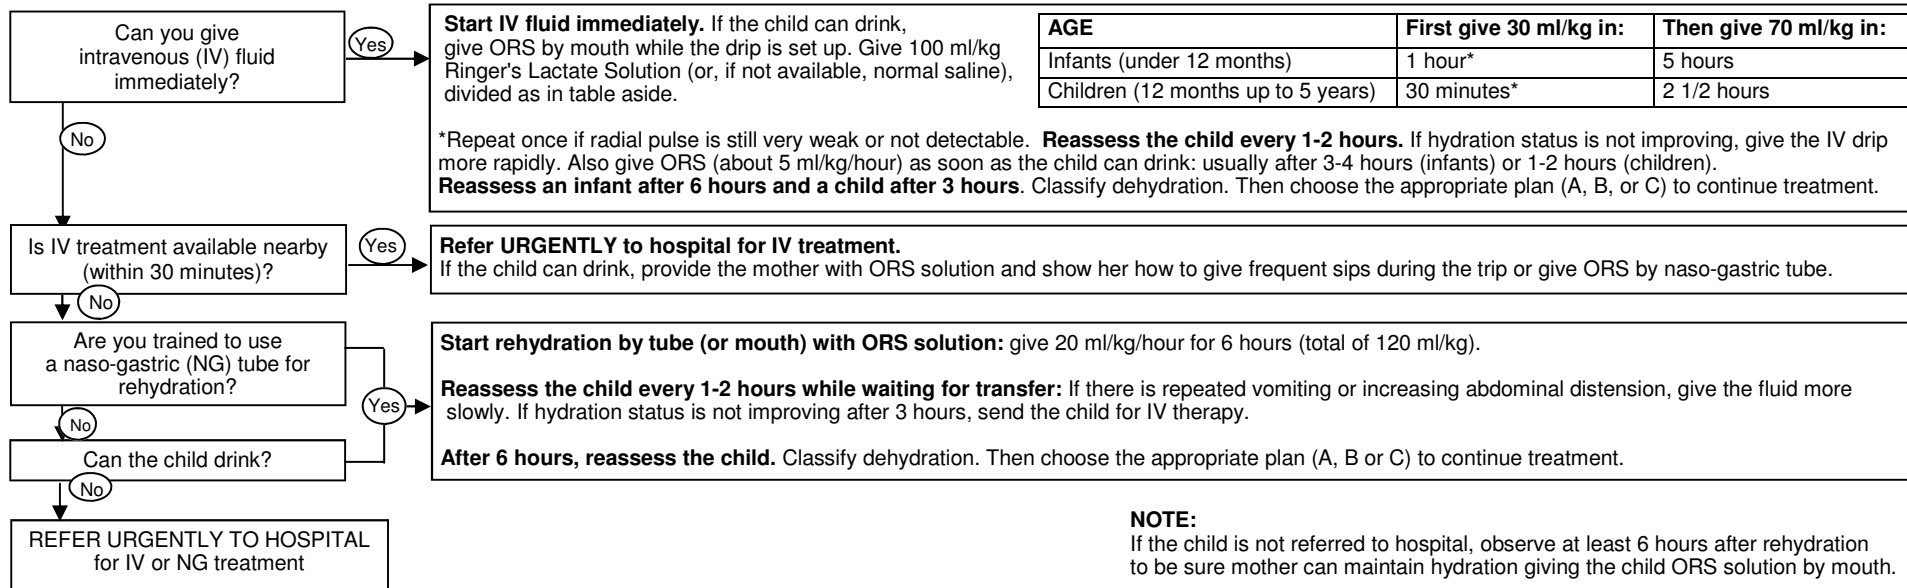 Can you give
intravenous (IV) fluid
immediately?
Yes
Start IV fluid immediately. If the child can drink,
give ORS by mouth while the drip is set up. Give 100 ml/kg
Ringer's Lactate Solution (or, if not available, normal saline),
divided as in table aside.
AGE First give 30 ml/kg in: Then give 70 ml/kg in:
Infants (under 12 months) 1 hour* 5 hours
Children (12 months up to 5 years) 30 minutes* 2 1/2 hours
*Repeat once if radial pulse is still very weak or not detectable. Reassess the child every 1-2 hours. If hydration status is not improving, give the IV drip
more rapidly. Also give ORS (about 5 ml/kg/hour) as soon as the child can drink: usually after 3-4 hours (infants) or 1-2 hours (children).
Reassess an infant after 6 hours and a child after 3 hours. Classify dehydration. Then choose the appropriate plan (A, B, or C) to continue treatment.
No
Is IV treatment available nearby
(within 30 minutes)?
Yes
Refer URGENTLY to hospital for IV treatment.
If the child can drink, provide the mother with ORS solution and show her how to give frequent sips during the trip or give ORS by naso-gastric tube.
No
Are you trained to use
a naso-gastric (NG) tube for
rehydration?
Yes
Start rehydration by tube (or mouth) with ORS solution: give 20 ml/kg/hour for 6 hours (total of 120 ml/kg).
Reassess the child every 1-2 hours while waiting for transfer: If there is repeated vomiting or increasing abdominal distension, give the fluid more
slowly. If hydration status is not improving after 3 hours, send the child for IV therapy.
After 6 hours, reassess the child. Classify dehydration. Then choose the appropriate plan (A, B or C) to continue treatment.
No
Can the child drink?
No
REFER URGENTLY TO HOSPITAL
for IV or NG treatment
NOTE:
If the child is not referred to hospital, observe at least 6 hours after rehydration
to be sure mother can maintain hydration giving the child ORS solution by mouth.